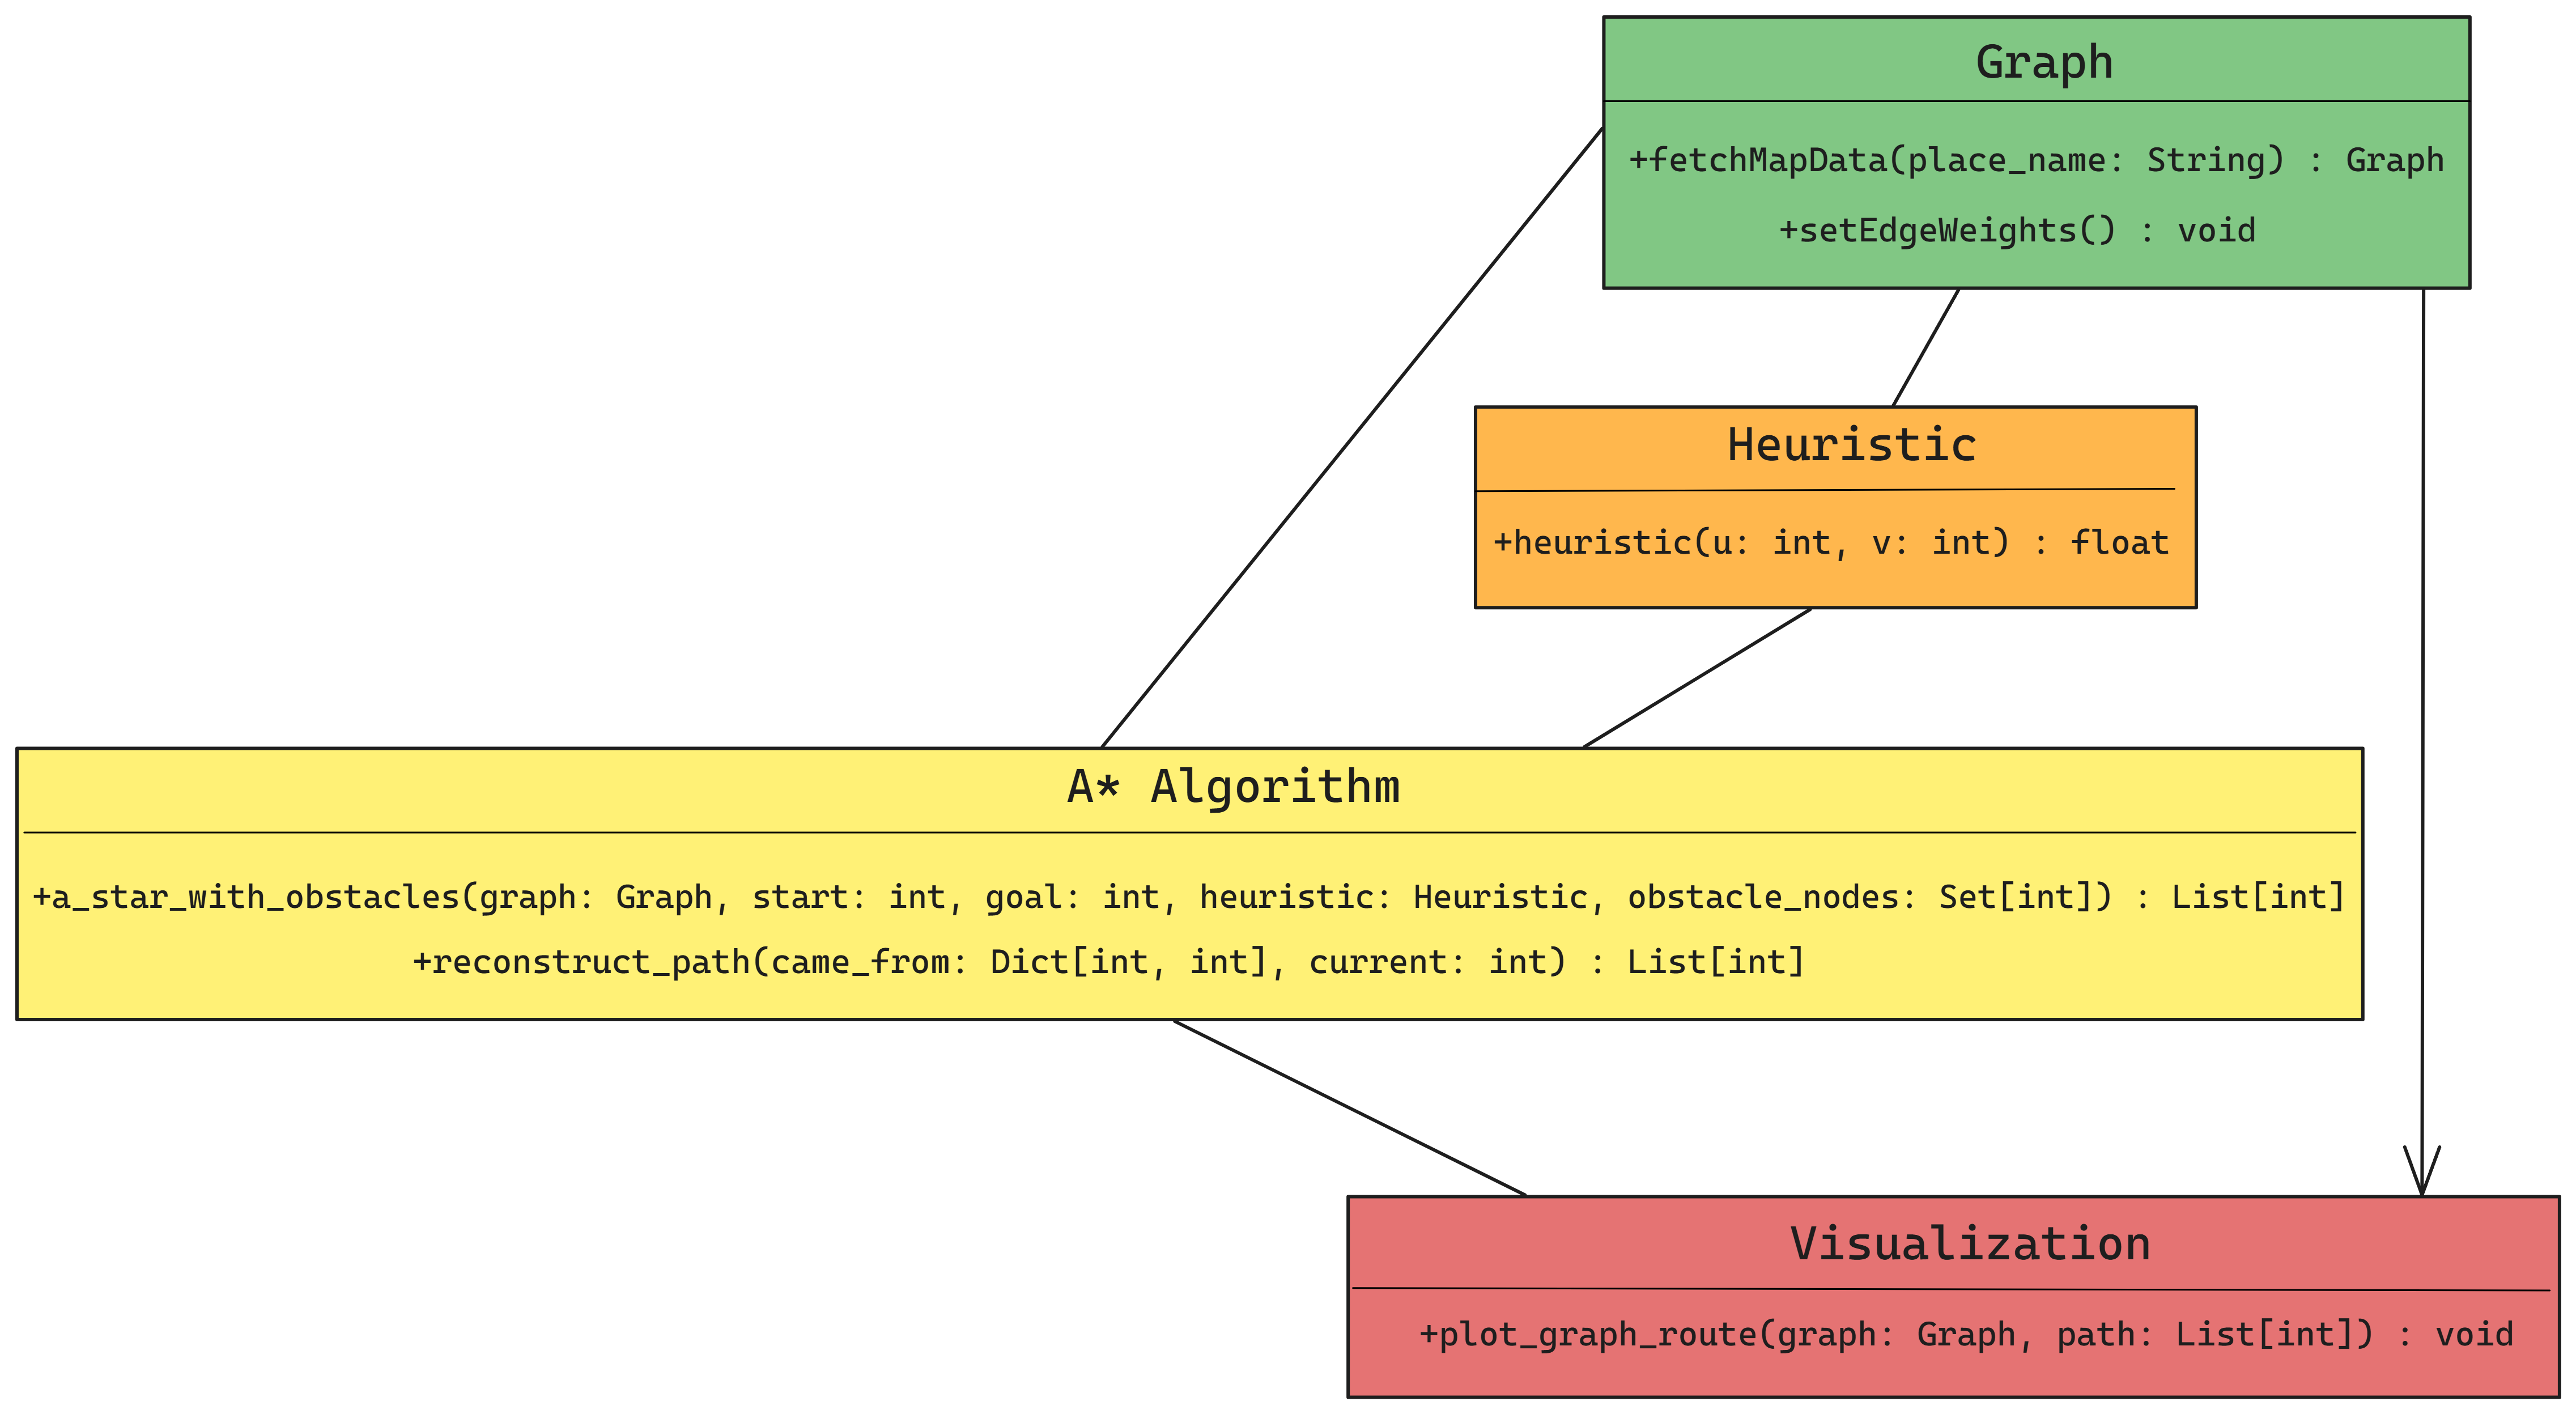 Graph
+fetchMapData(place_name: String) : Graph
+setEdgeWeights() : void
Heuristic
+heuristic(u: int, v: int) : float
A* Algorithm
+a_star_with_obstacles(graph: Graph, start: int, goal: int, heuristic: Heuristic, obstacle_nodes: Set[int]) : List[int]
+reconstruct_path(came_from: Dict[int, int], current: int) : List[int]
Visualization
+plot_graph_route(graph: Graph, path: List[int]) : void